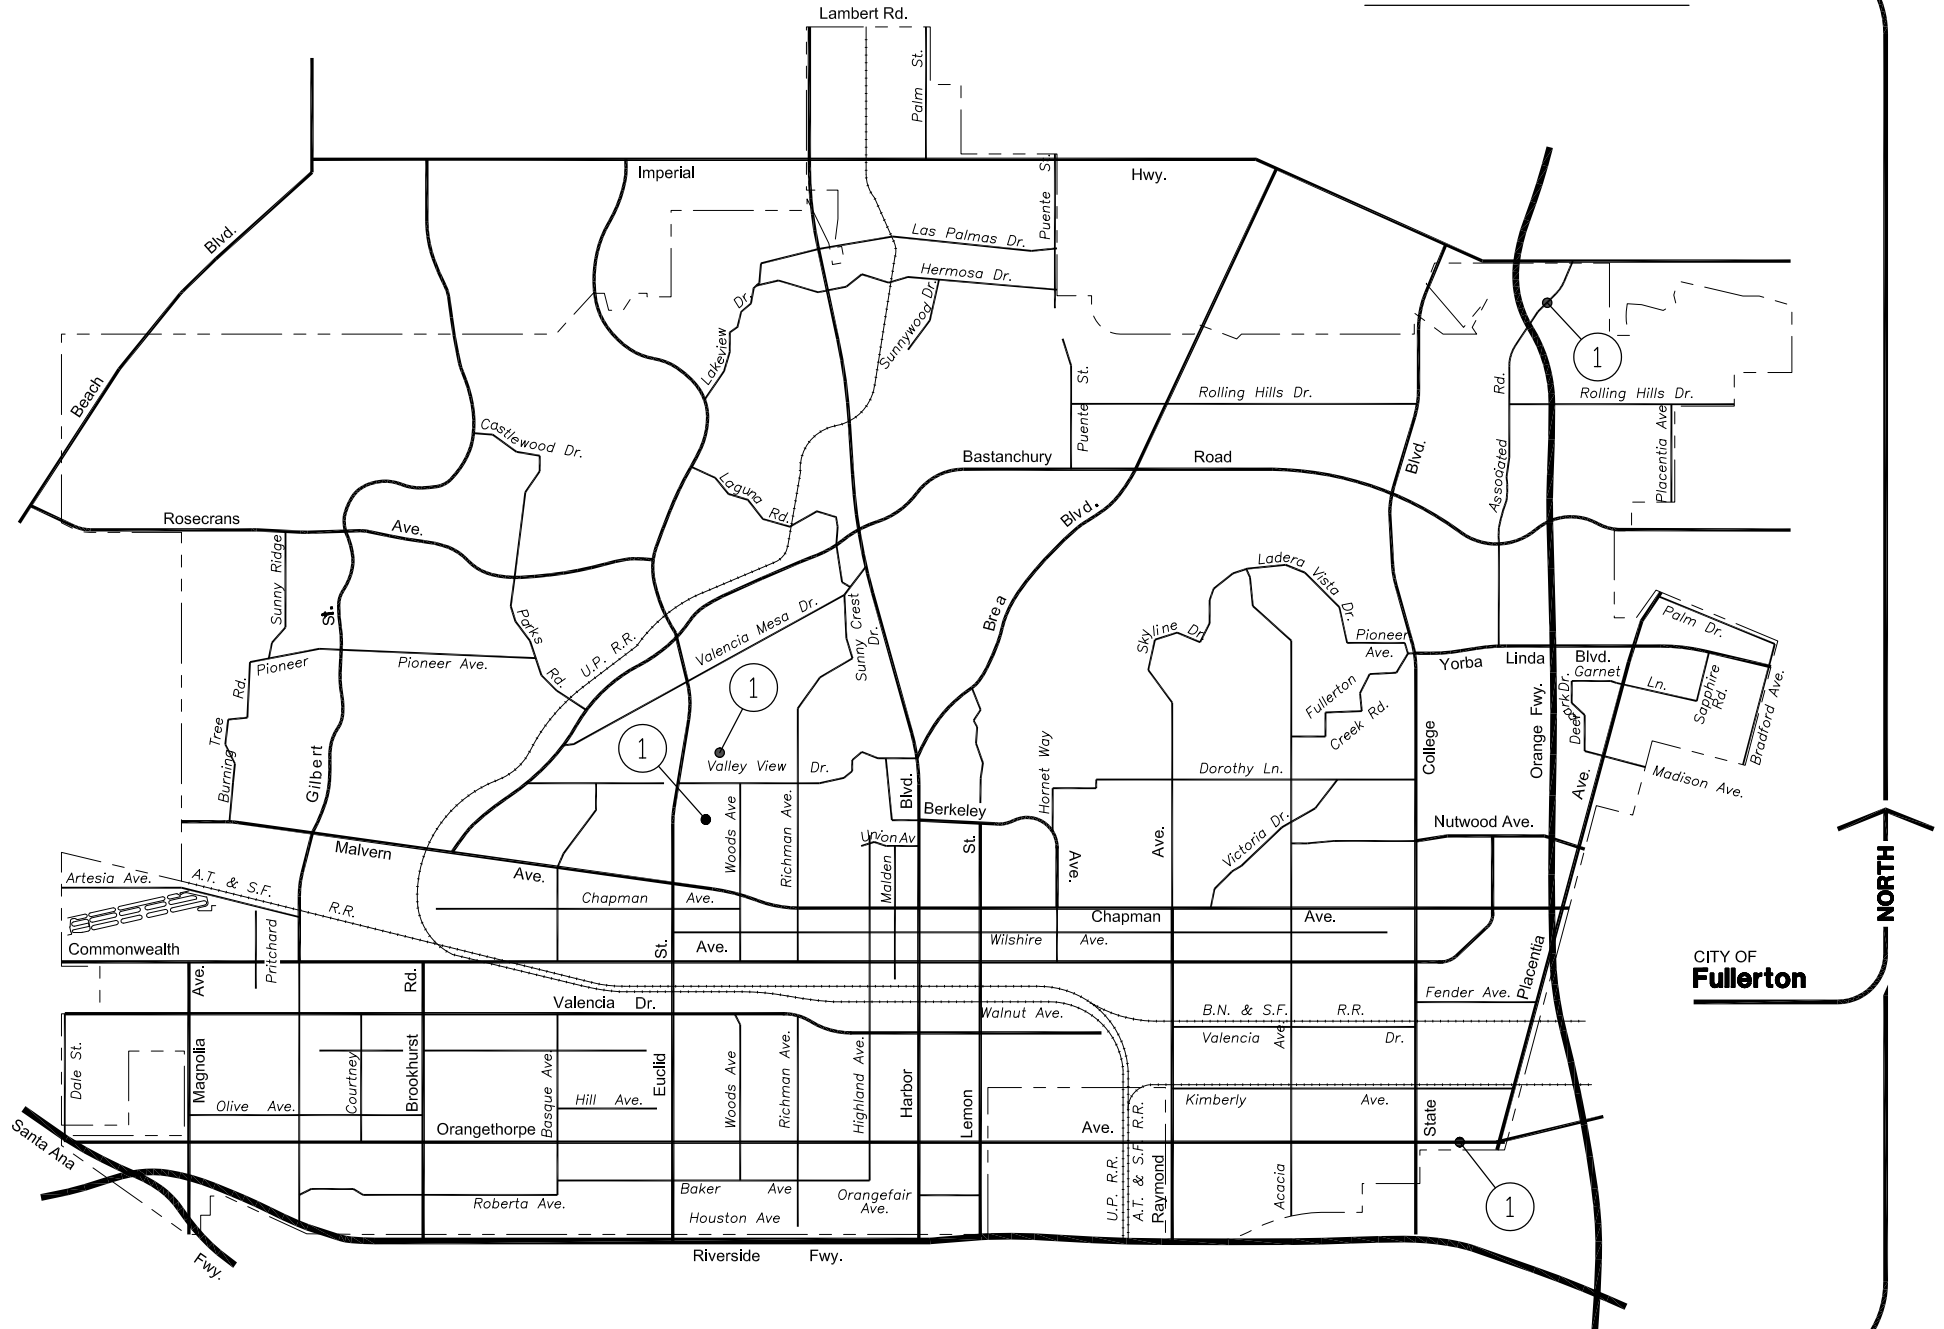 Lambert Rd.
Palm St.
Imperial Hwy.
Puente St.
Blvd.
Las Palmas Dr.
Hermosa Dr.
Lakeview Dr.
Sunnywood Dr.
1
Beach
Puente St.
Rolling Hills Dr.
Rd.
Rolling Hills Dr.
Castlewood Dr.
Placentia Ave
Bastanchury Road
Blvd.
Associated
Laguna Rd.
Rosecrans Ave.
Blvd.
Sunny Ridge
Ladera Vista Dr.
St.
Parks Rd.
Valencia Mesa Dr.
Sunny Crest Dr.
Brea
Skyline Dr
Pioneer Ave.
Palm Dr.
U.P. R.R.
Pioneer
Pioneer Ave.
Yorba Linda Blvd.
Garnet Ln.
Sapphire Rd.
Bradford Ave.
Fullerton Creek Rd.
Deer Park Dr.
1
Burning Tree Rd.
Gilbert
1
Valley View Dr.
Hornet Way
Dorothy Ln.
College
Orange Fwy.
Madison Ave.
Ave.
Blvd.
Berkeley
Woods Ave
Richman Ave.
Union Av
St.
Ave.
Ave.
Victoria Dr.
Nutwood Ave.
Malvern Ave.
Malden
Artesia Ave.
A.T. & S.F. R.R.
Chapman Ave.
Chapman Ave.
NORTH
Pritchard
Commonwealth Ave.
St.
Wilshire Ave.
Placentia
CITY OF
Fullerton
Ave.
Rd.
Valencia Dr.
Walnut Ave.
B.N. & S.F. R.R.
Fender Ave.
Valencia Dr.
Ave.
Dale St.
Magnolia
Courtney
Brookhurst
Basque Ave.
Euclid
Woods Ave
Richman Ave.
Highland Ave.
Harbor
Lemon
Olive Ave.
Hill Ave.
Kimberly Ave.
State
Orangethorpe Ave.
Santa Ana Fwy.
U.P. R.R.
A.T. & S.F. R.R.
Raymond
Acacia
1
Roberta Ave.
Baker Ave
Orangefair Ave.
Houston Ave
Riverside Fwy.